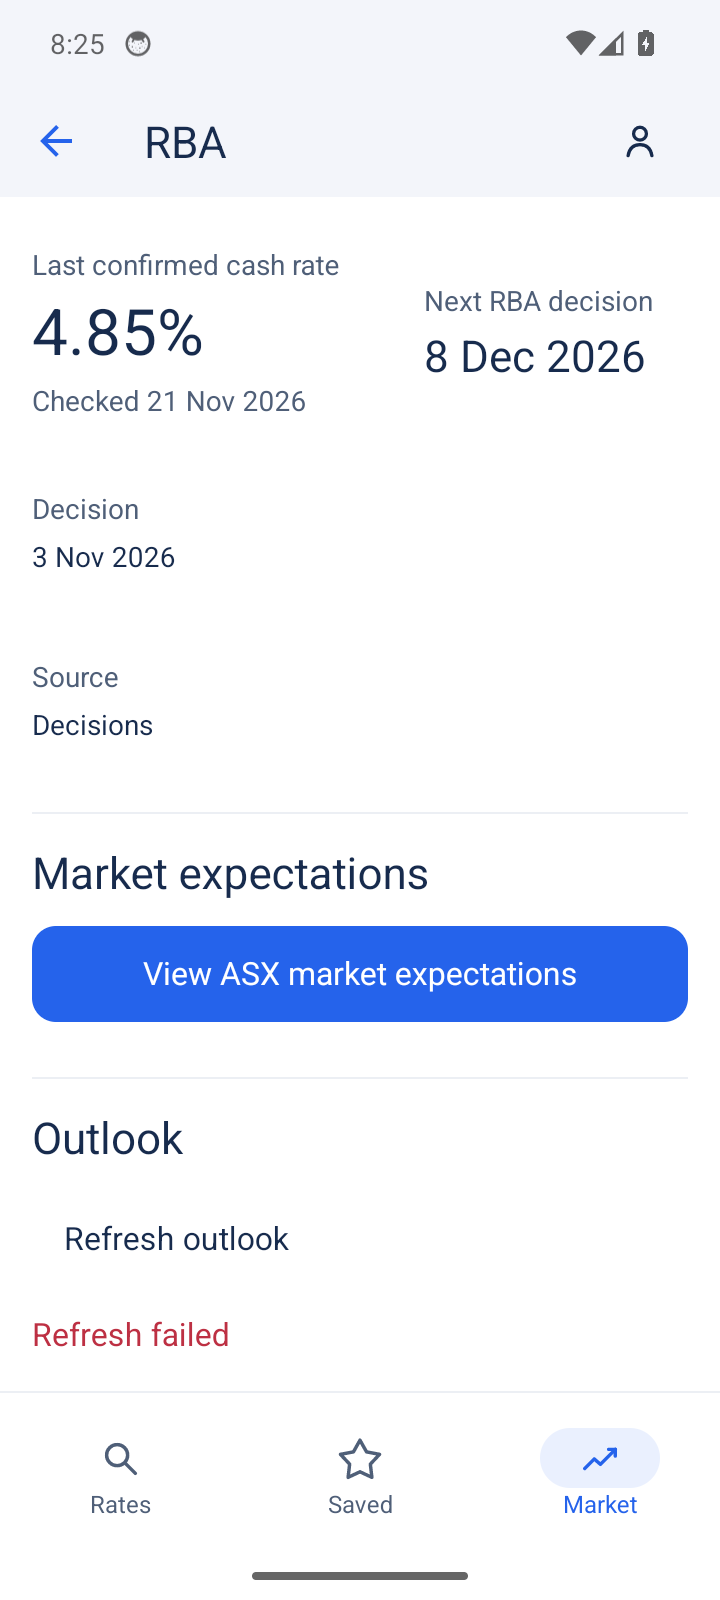 8:25
RBA
Last confirmed cash rate
4.85%
Checked 21 Nov 2026
Next RBA decision
8 Dec 2026
Decision
3 Nov 2026
Source
Decisions
Market expectations
View ASX market expectations
Outlook
Refresh outlook
Refresh failed
Rates
Saved
Market